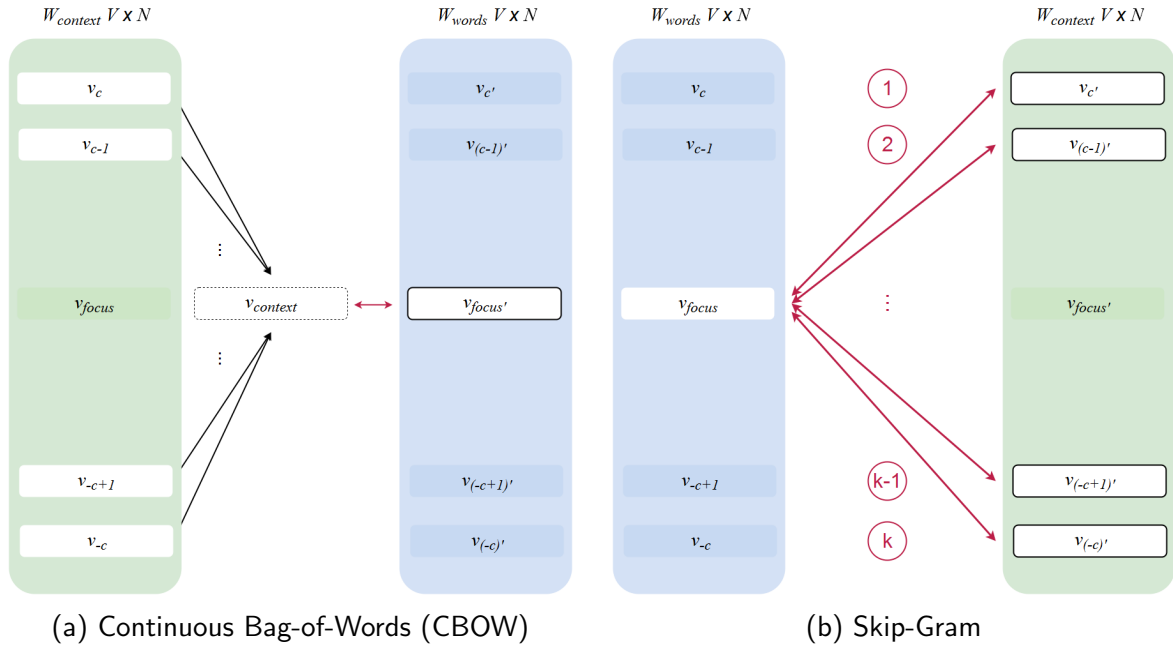 W_context V x N
v_c
v_c-1
⋮
v_focus
v_context
⋮
v_-c+1
v_-c
W_words V x N
v_c'
v_(c-1)'
v_focus'
v_(-c+1)'
v_(-c)'
(a) Continuous Bag-of-Words (CBOW)
W_words V x N
v_c
v_c-1
v_focus
v_-c+1
v_-c
1
2
⋮
k-1
k
W_context V x N
v_c'
v_(c-1)'
v_focus'
v_(-c+1)'
v_(-c)'
(b) Skip-Gram